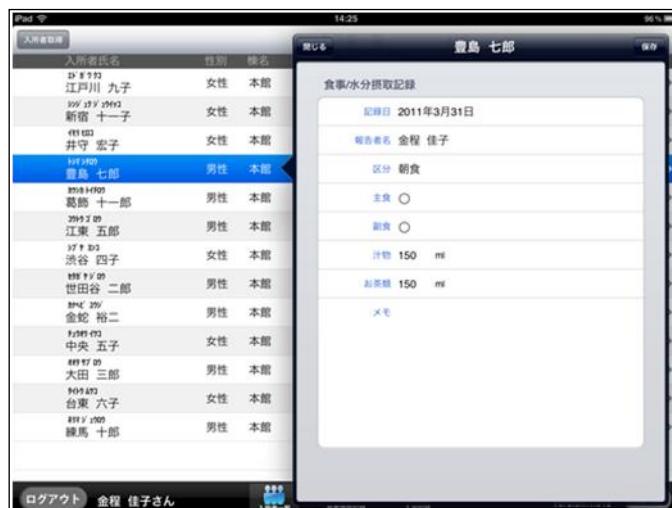 iPad
14:25
96%
入所者取得
閉じる
豊島 七郎
保存
入所者氏名 性別 棟名
食事/水分摂取記録
江戸川 九子 女性 本館
新宿 十一子 女性 本館
井守 宏子 女性 本館
豊島 七郎 男性 本館
葛飾 十一郎 男性 本館
江東 五郎 男性 本館
渋谷 四子 女性 本館
世田谷 二郎 男性 本館
金蛇 裕二 男性 本館
中央 五子 女性 本館
大田 三郎 男性 本館
台東 六子 女性 本館
練馬 十郎 男性 本館
記録日 2011年3月31日
報告者名 金程 佳子
区分 朝食
主食 ○
副食 ○
汁物 150 ml
お茶類 150 ml
メモ
ログアウト 金程 佳子さん